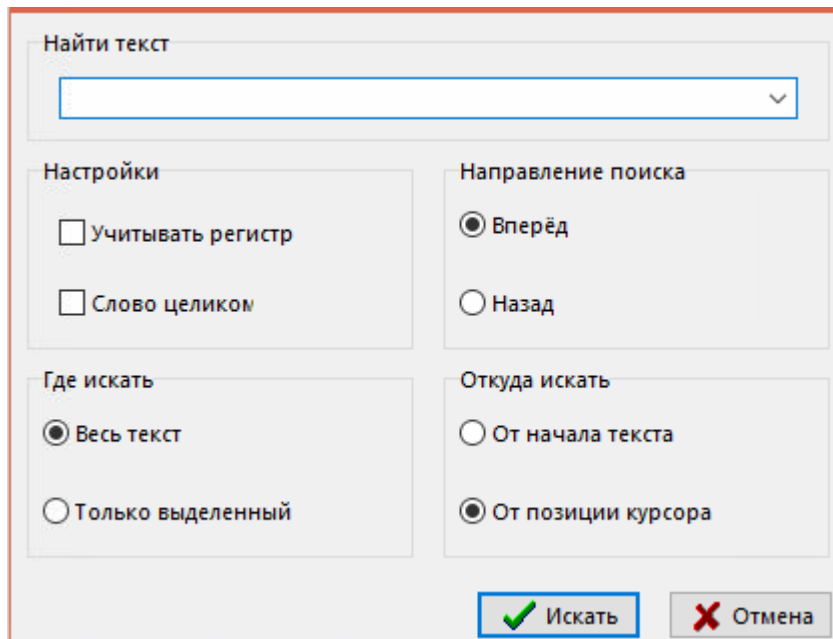 Найти текст
Настройки
Учитывать регистр
Слово целиком
Направление поиска
Вперёд
Назад
Где искать
Весь текст
Только выделенный
Откуда искать
От начала текста
От позиции курсора
Искать
Отмена